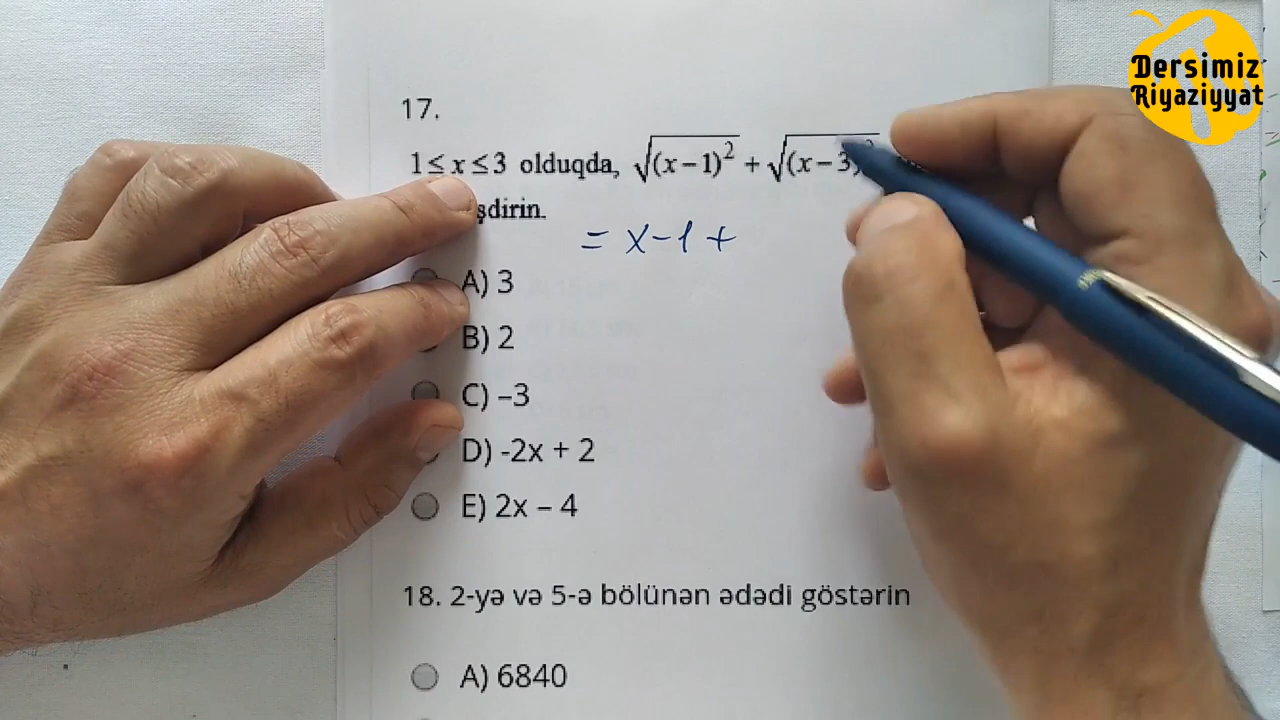 Dersimiz
Riyaziyyat
17.
1 ≤ x ≤ 3 olduqda, √(x – 1)² + √(x – 3)²
şdirin.
= x – 1 +
A) 3
B) 2
C) –3
D) -2x + 2
E) 2x – 4
18. 2-yə və 5-ə bölünən ədədi göstərin
A) 6840